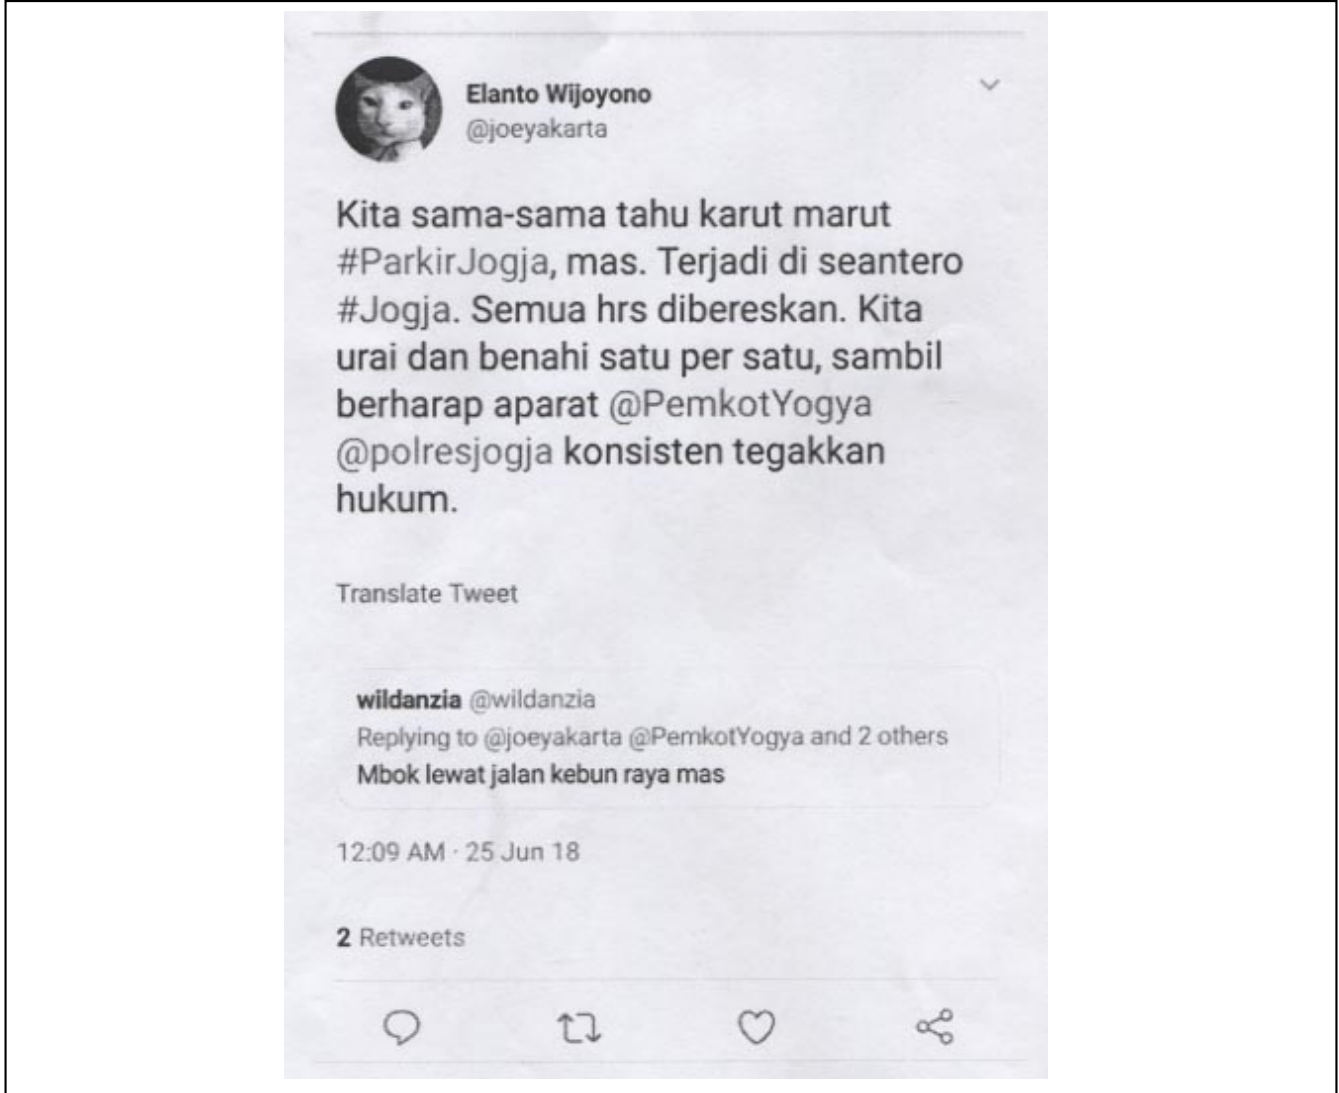 Elanto Wijoyono
@joeyakarta
Kita sama-sama tahu karut marut
#ParkirJogja, mas. Terjadi di seantero
#Jogja. Semua hrs dibereskan. Kita
urai dan benahi satu per satu, sambil
berharap aparat @PemkotYogya
@polresjogja konsisten tegakkan
hukum.
Translate Tweet
wildanzia @wildanzia
Replying to @joeyakarta @PemkotYogya and 2 others
Mbok lewat jalan kebun raya mas
12:09 AM · 25 Jun 18
2 Retweets